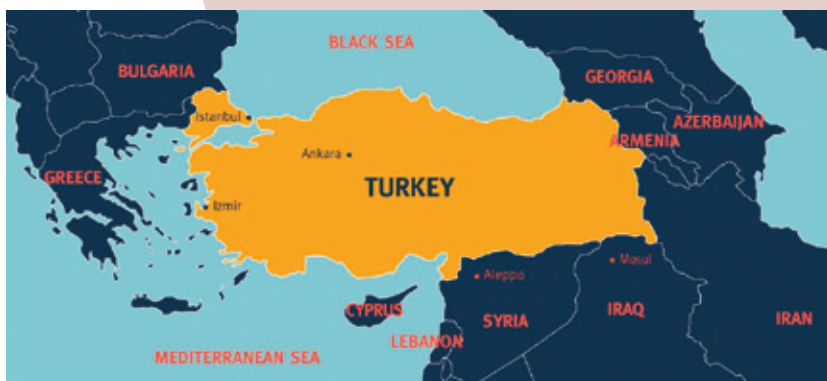 BLACK SEA
BULGARIA
GEORGIA
Istanbul
AZERBAIJAN
ARMENIA
Ankara
GREECE
TURKEY
Izmir
Mosul
Aleppo
CYPRUS
SYRIA
IRAQ
IRAN
LEBANON
MEDITERRANEAN SEA